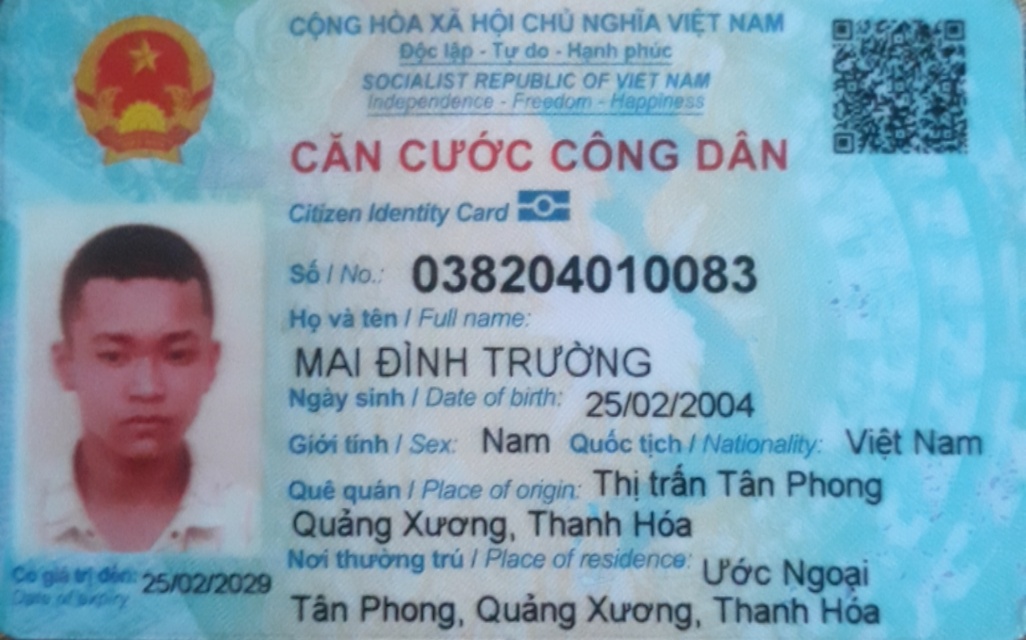 CỘNG HÒA XÃ HỘI CHỦ NGHĨA VIỆT NAM
Độc lập - Tự do - Hạnh phúc
SOCIALIST REPUBLIC OF VIET NAM
Independence - Freedom - Happiness
CĂN CƯỚC CÔNG DÂN
Citizen Identity Card
Số / No.: 038204010083
Họ và tên / Full name:
MAI ĐÌNH TRƯỜNG
Ngày sinh / Date of birth: 25/02/2004
Giới tính / Sex: Nam Quốc tịch / Nationality: Việt Nam
Quê quán / Place of origin: Thị trấn Tân Phong
Quảng Xương, Thanh Hóa
Nơi thường trú / Place of residence: Ước Ngoại
Tân Phong, Quảng Xương, Thanh Hóa
Có giá trị đến: 25/02/2029
Date of expiry